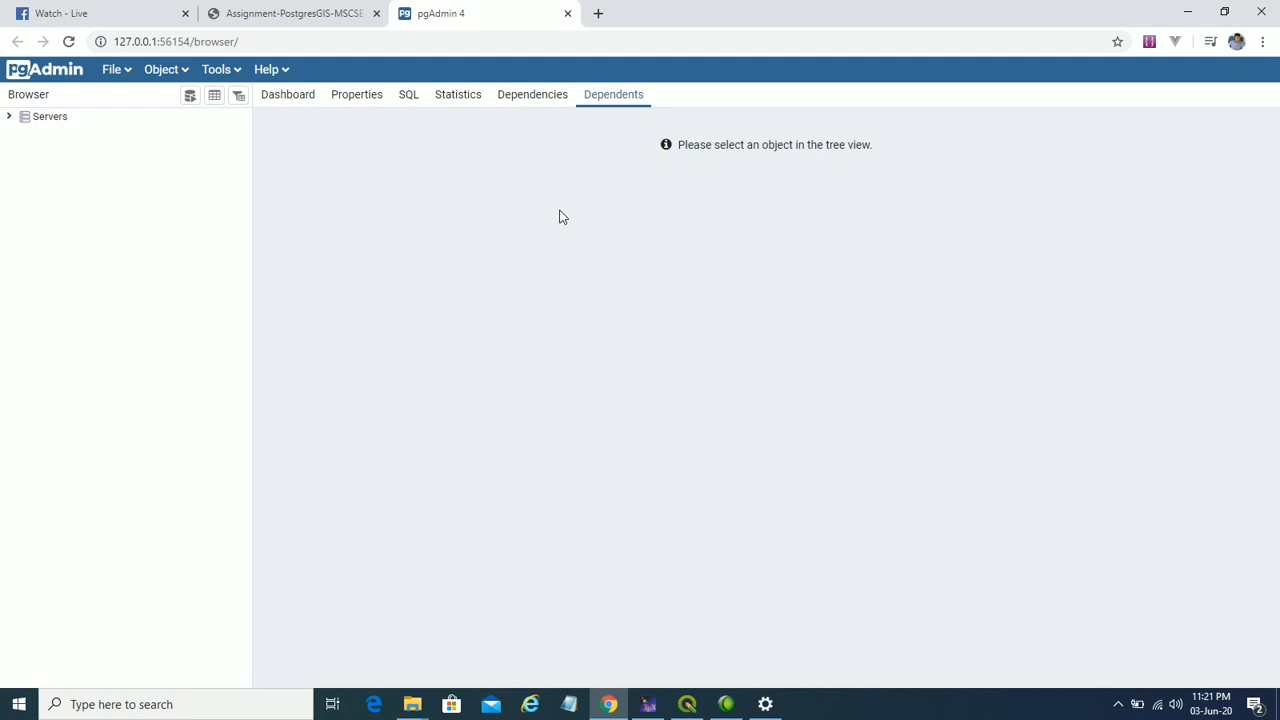 Watch - Live
Assignment-PostgresGIS-MSCSE
pgAdmin 4
127.0.0.1:56154/browser/
pgAdmin File Object Tools Help
Browser
Dashboard Properties SQL Statistics Dependencies Dependents
Servers
Please select an object in the tree view.
Type here to search
11:21 PM
03-Jun-20
2